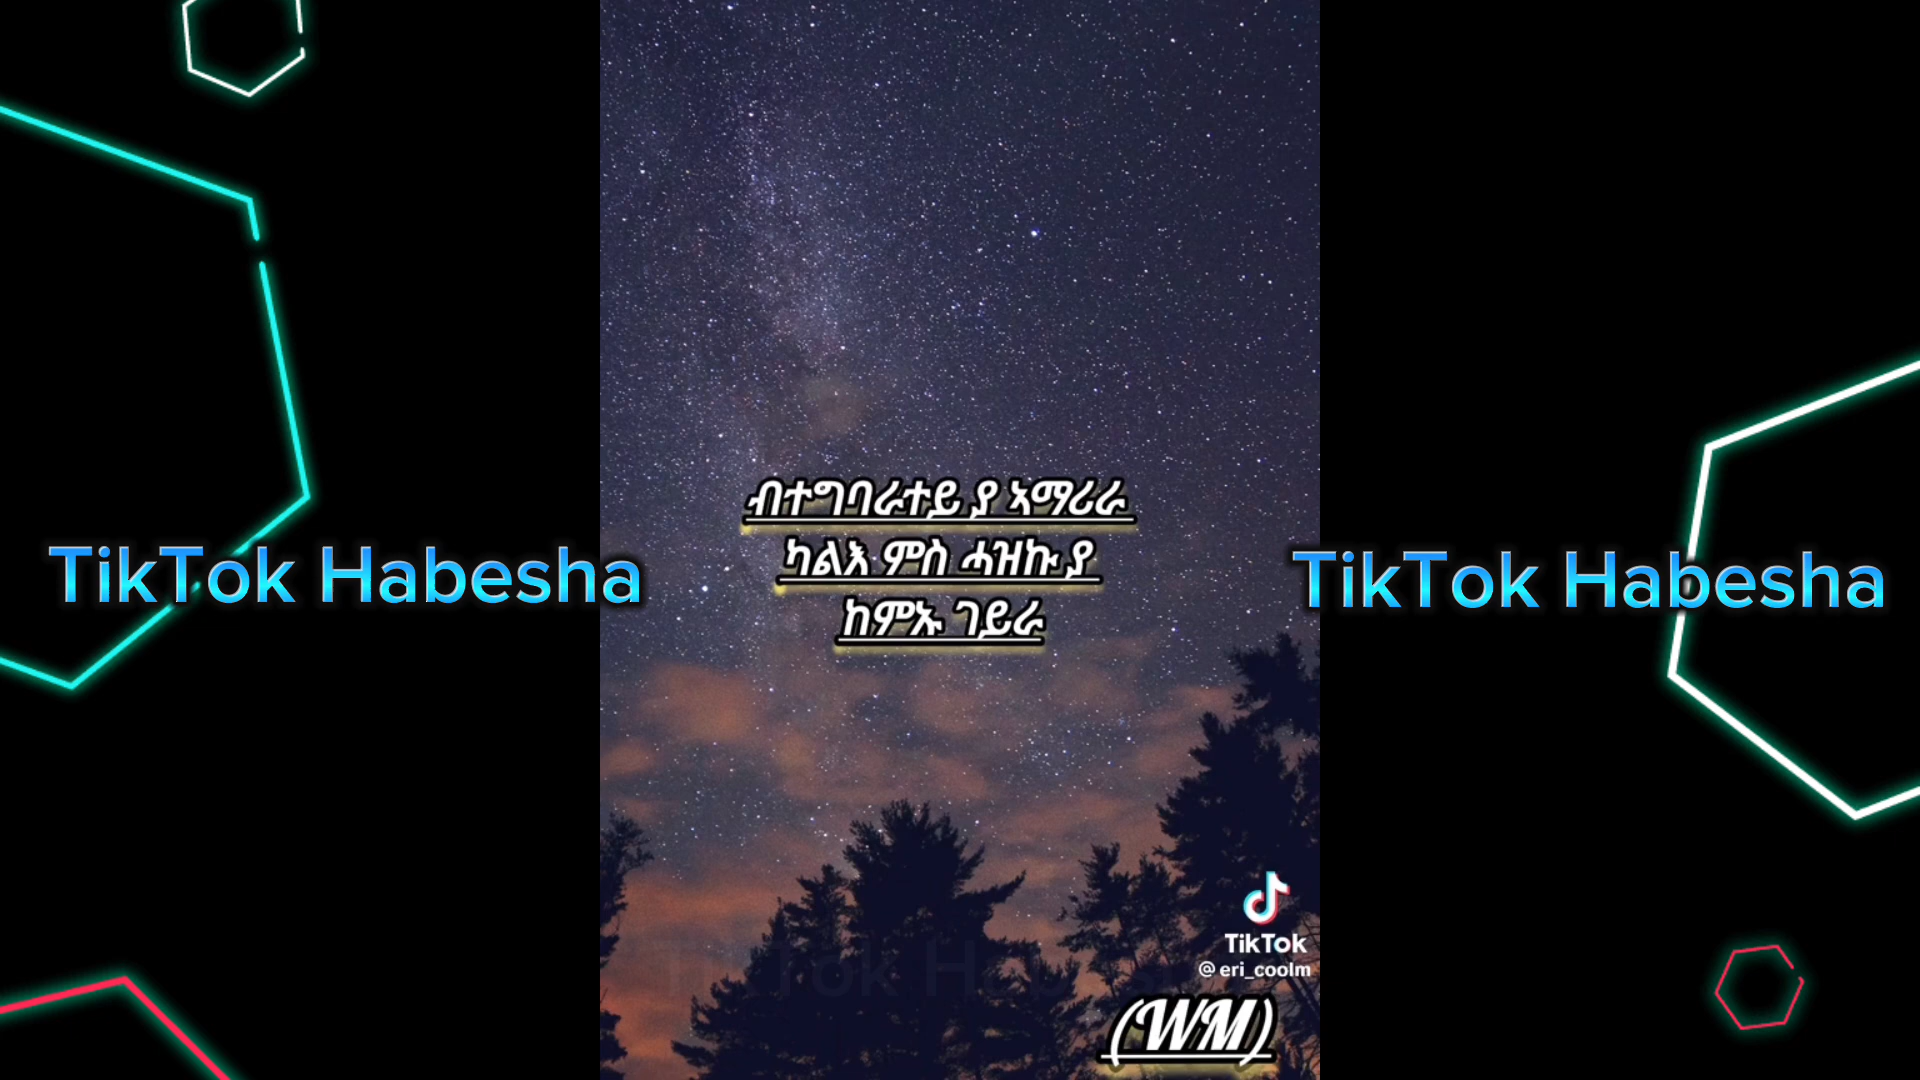 ብተግባራተይ ያ ኣማሪራ
ካልእ ምስ ሓዝኩ ያ
ከምኡ ገይራ
TikTok Habesha
TikTok Habesha
TikTok
@eri_coolm
(WM)